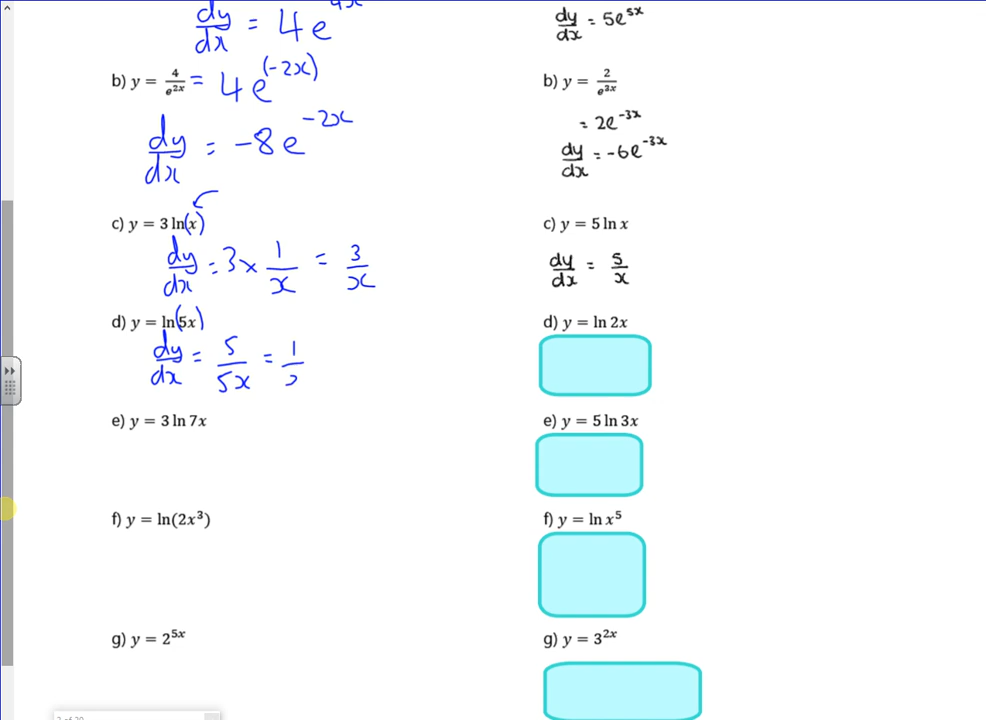 dy/dx = 4e^4x
b) y = 4/e^2x = 4e^(-2x)
dy/dx = -8e^-2x
c) y = 3 ln(x)
dy/dx = 3 × 1/x = 3/x
d) y = ln(5x)
dy/dx = 5/5x = 1/
e) y = 3 ln 7x
f) y = ln(2x³)
g) y = 2^5x
dy/dx = 5e^5x
b) y = 2/e^3x
= 2e^-3x
dy/dx = -6e^-3x
c) y = 5 ln x
dy/dx = 5/x
d) y = ln 2x
e) y = 5 ln 3x
f) y = ln x⁵
g) y = 3^2x